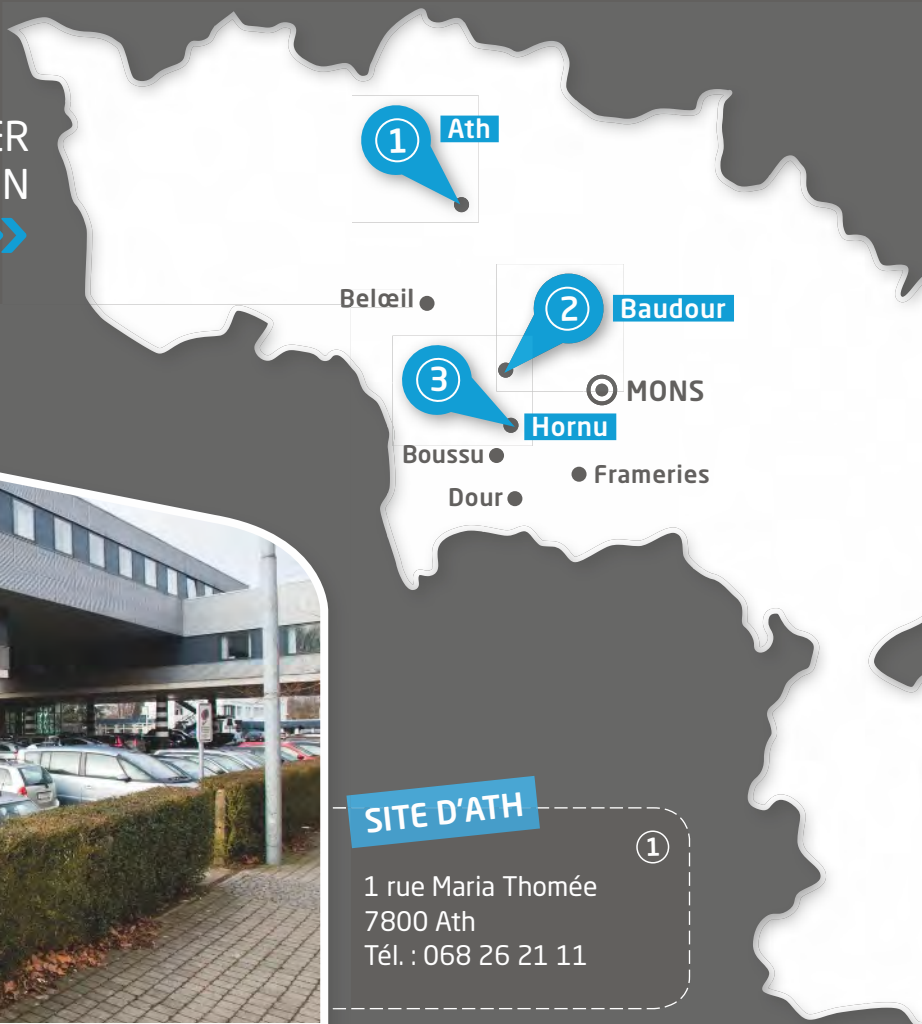 1
Ath
Belœil
2
Baudour
3
MONS
Hornu
Boussu
Frameries
Dour
SITE D'ATH
1
1 rue Maria Thomée
7800 Ath
Tél. : 068 26 21 11